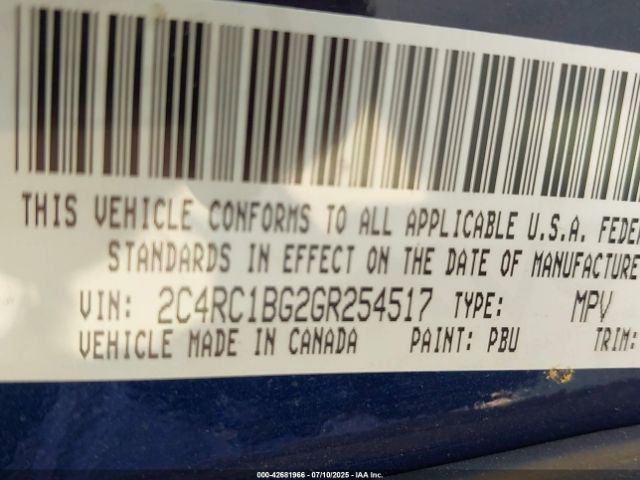 THIS VEHICLE CONFORMS TO ALL APPLICABLE U.S.A. FEDER
STANDARDS IN EFFECT ON THE DATE OF MANUFACTURE
VIN: 2C4RC1BG2GR254517 TYPE: MPV
VEHICLE MADE IN CANADA PAINT: PBU TRIM:
000-42681966 - 07/10/2025 - IAA Inc.